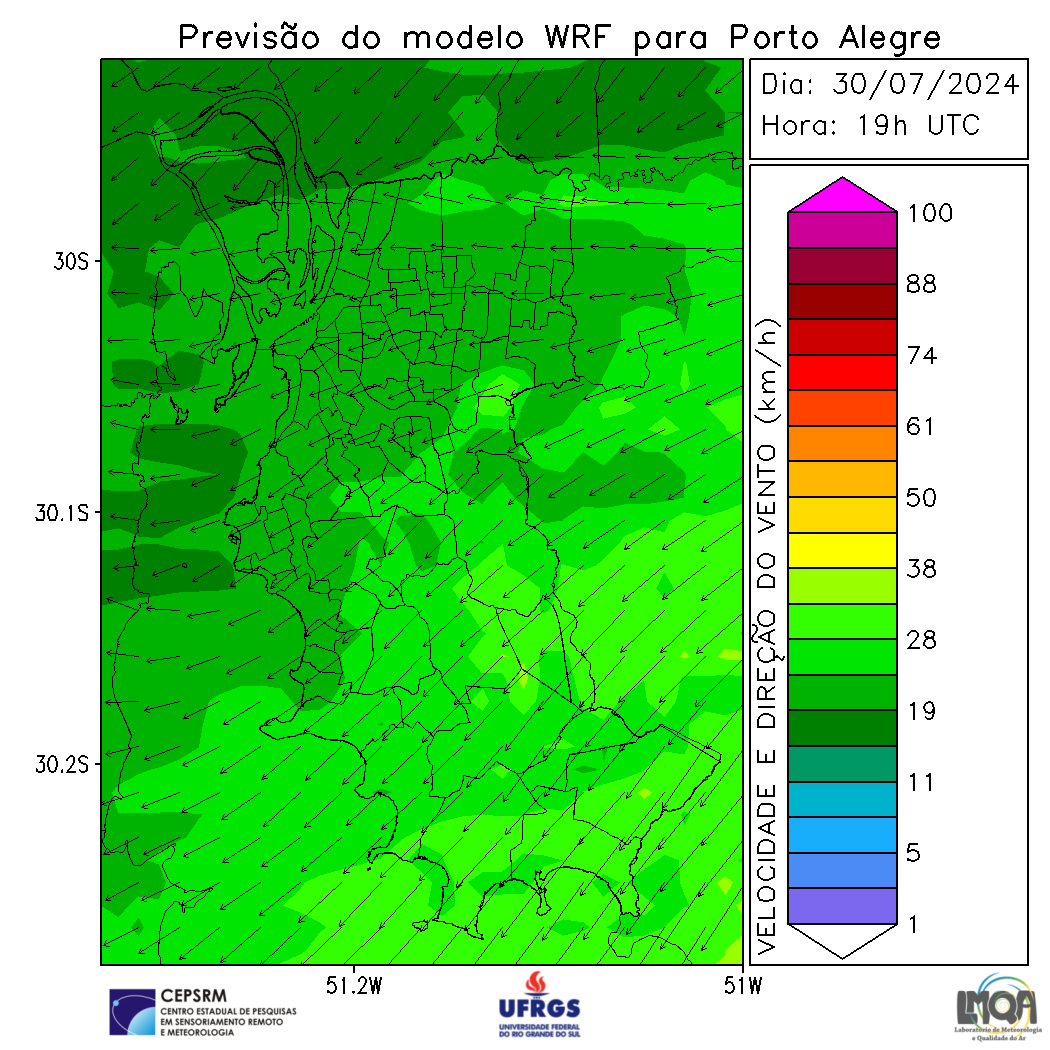 Previsão do modelo WRF para Porto Alegre
Dia: 30/07/2024
Hora: 19h UTC
30S
30.1S
30.2S
51.2W
51W
VELOCIDADE E DIREÇÃO DO VENTO (km/h)
100
88
74
61
50
38
28
19
11
5
1
CEPSRM
CENTRO ESTADUAL DE PESQUISAS
EM SENSORIAMENTO REMOTO
E METEOROLOGIA
UFRGS
UNIVERSIDADE FEDERAL
DO RIO GRANDE DO SUL
LMQA
Laboratório de Meteorologia
e Qualidade do Ar